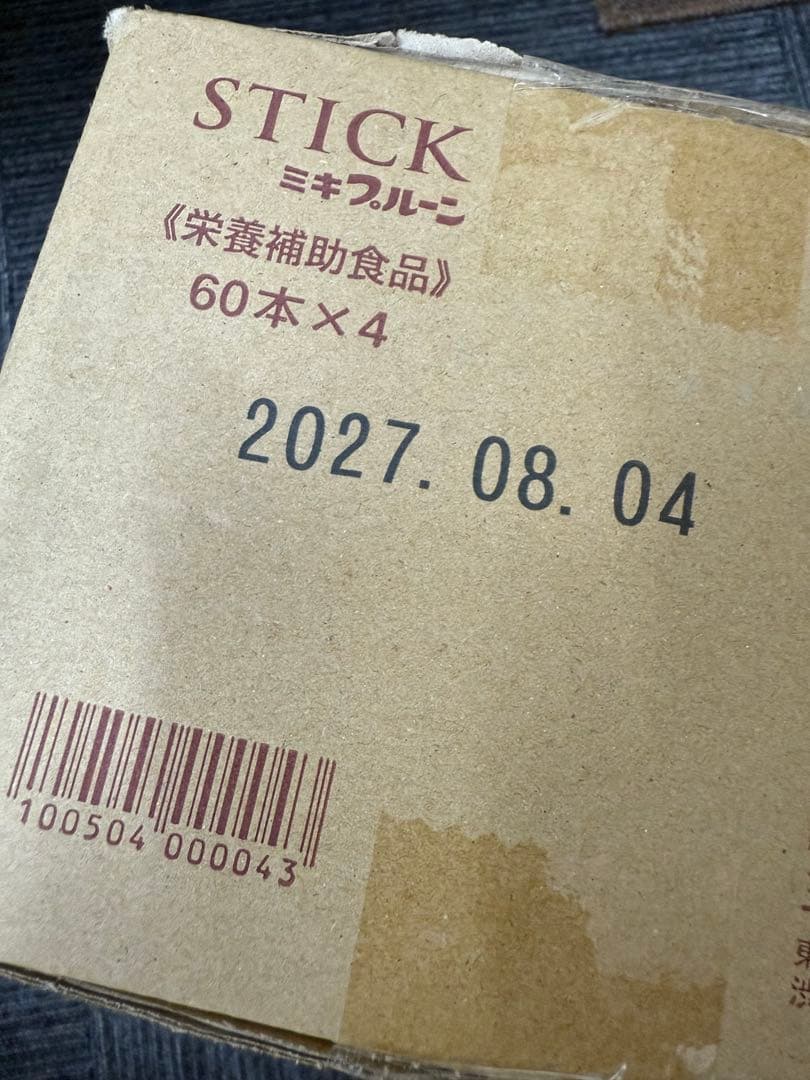 STICK
ミキプルーン
《栄養補助食品》
60本×4
2027. 08. 04
100504 000043
東